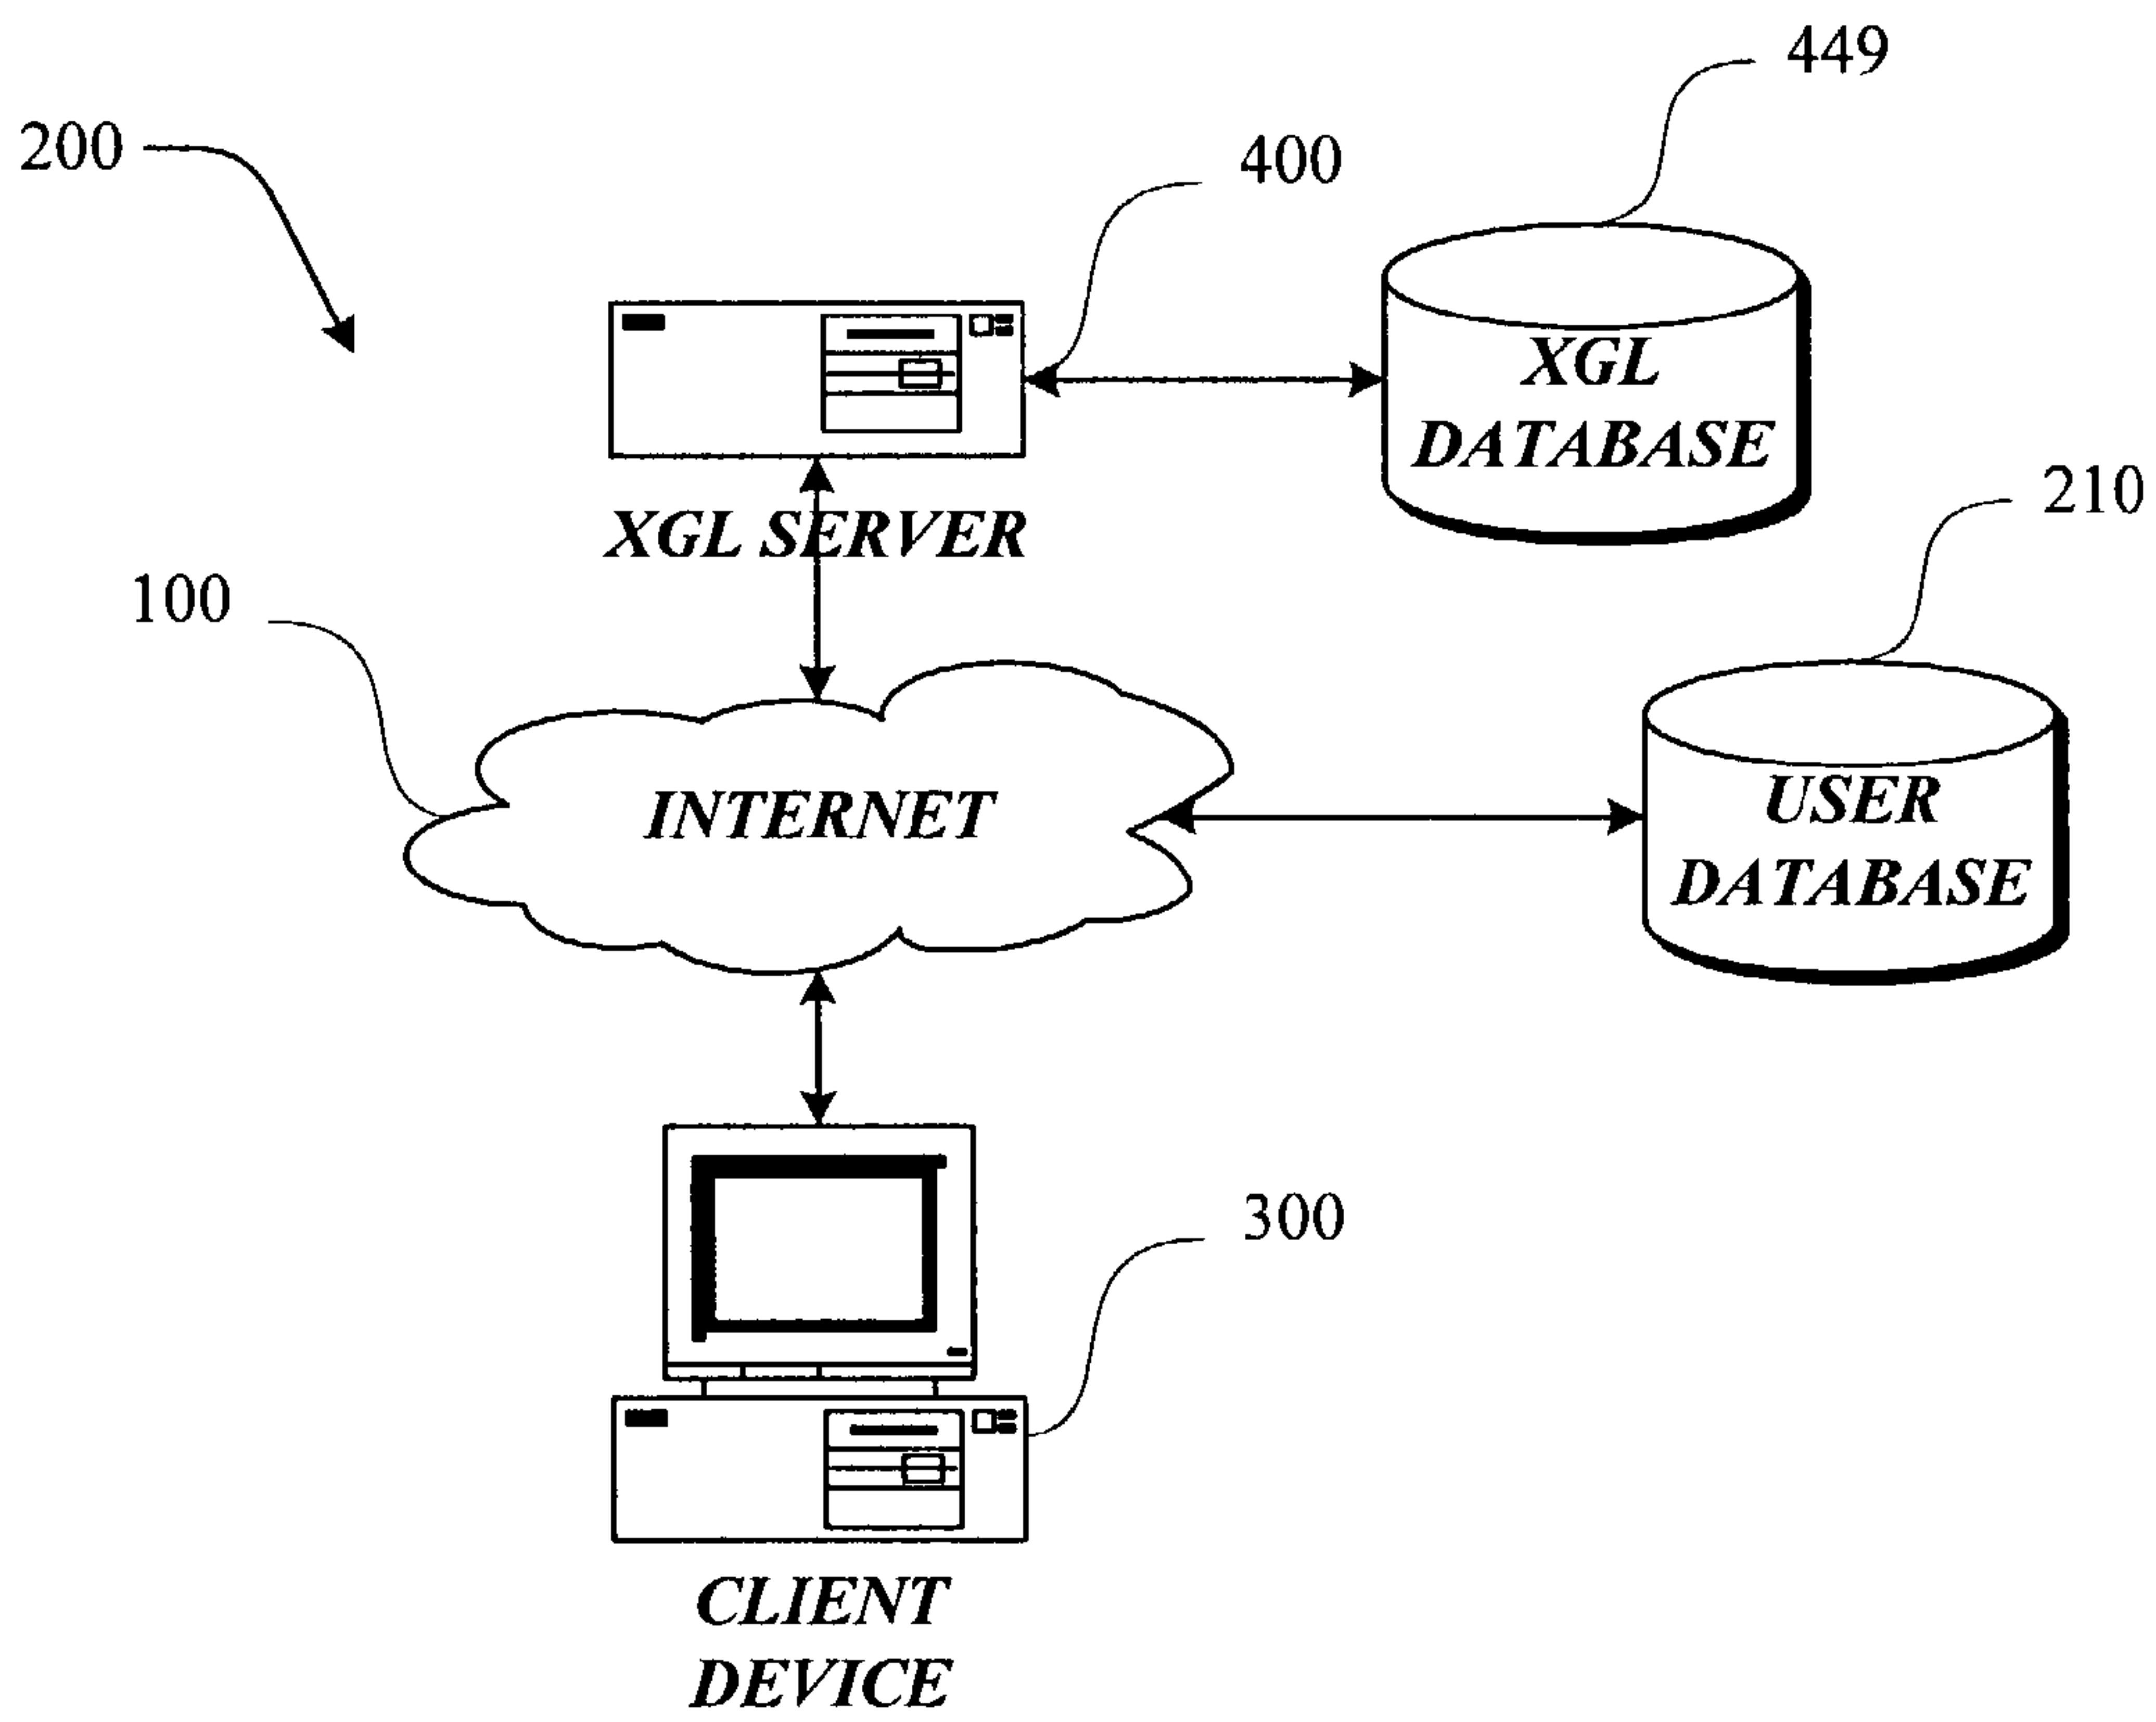 449
200
400
XGL
DATABASE
210
XGL SERVER
100
INTERNET
USER
DATABASE
300
CLIENT
DEVICE